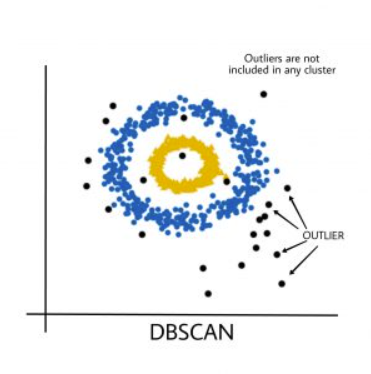 Outliers are not
included in any cluster
OUTLIER
DBSCAN